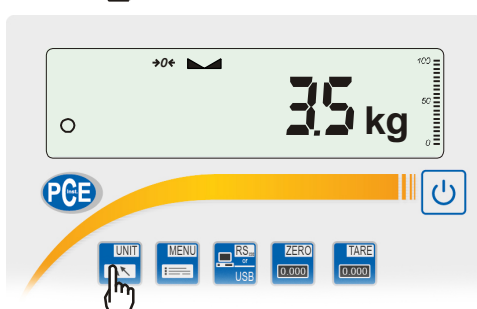 →0← 100
3.5 kg 50
0
PCE
Inst.
UNIT MENU RS or USB ZERO 0.000 TARE 0.000